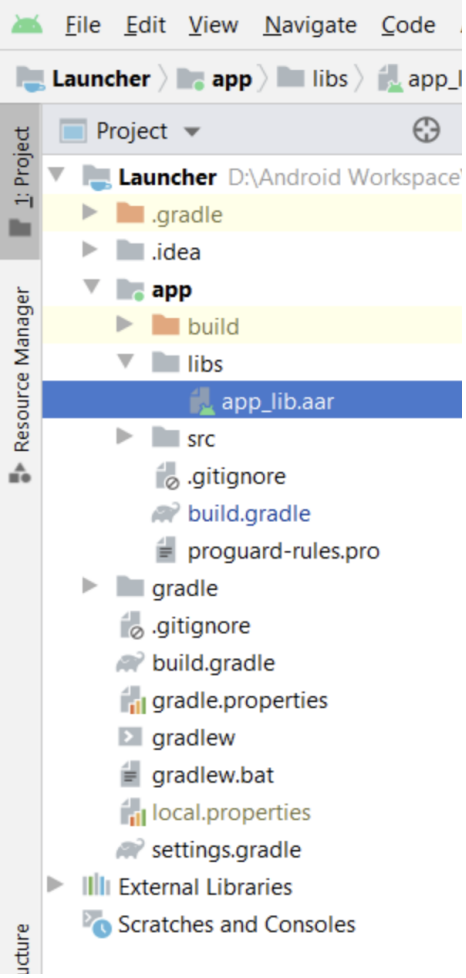 File Edit View Navigate Code
Launcher app libs app_l
Project
1: Project
Launcher D:\Android Workspace\
.gradle
.idea
app
build
libs
app_lib.aar
Resource Manager
src
.gitignore
build.gradle
proguard-rules.pro
gradle
.gitignore
build.gradle
gradle.properties
gradlew
gradlew.bat
local.properties
settings.gradle
External Libraries
Scratches and Consoles
ucture